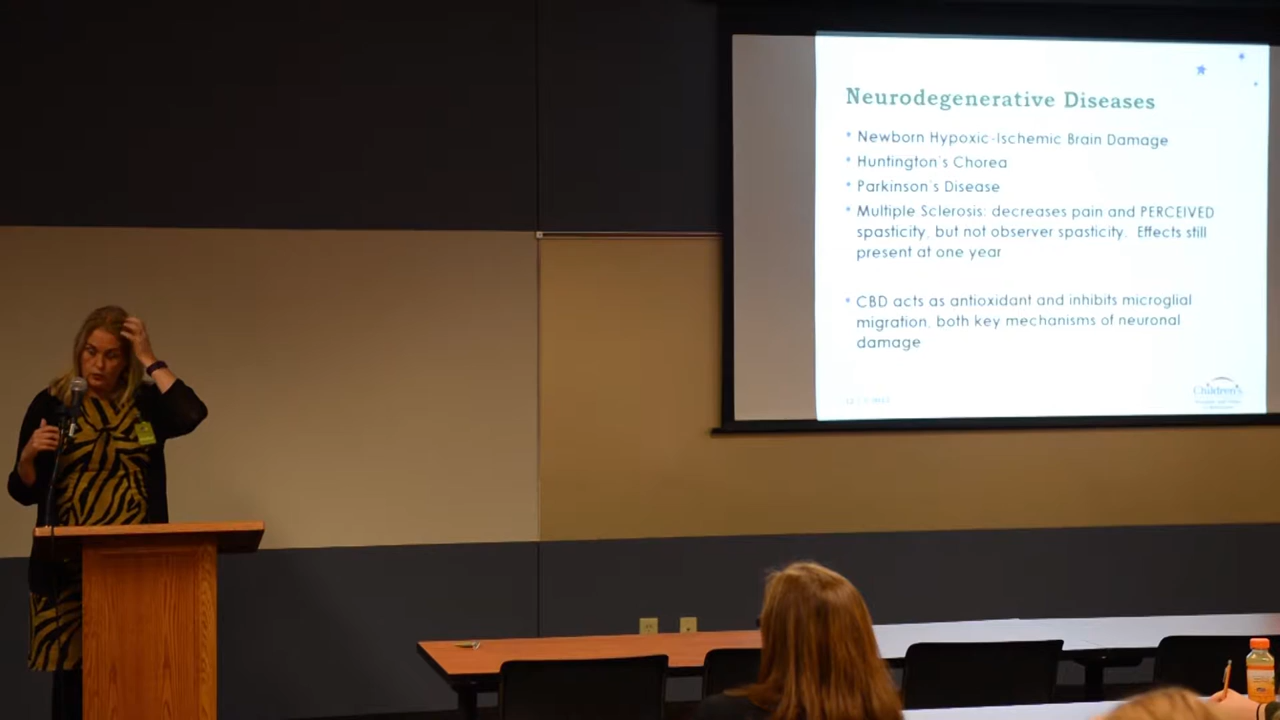 Neurodegenerative Diseases
* Newborn Hypoxic-Ischemic Brain Damage
* Huntington's Chorea
* Parkinson's Disease
* Multiple Sclerosis: decreases pain and PERCEIVED
spasticity, but not observer spasticity. Effects still
present at one year
* CBD acts as antioxidant and inhibits microglial
migration, both key mechanisms of neuronal
damage
Children's